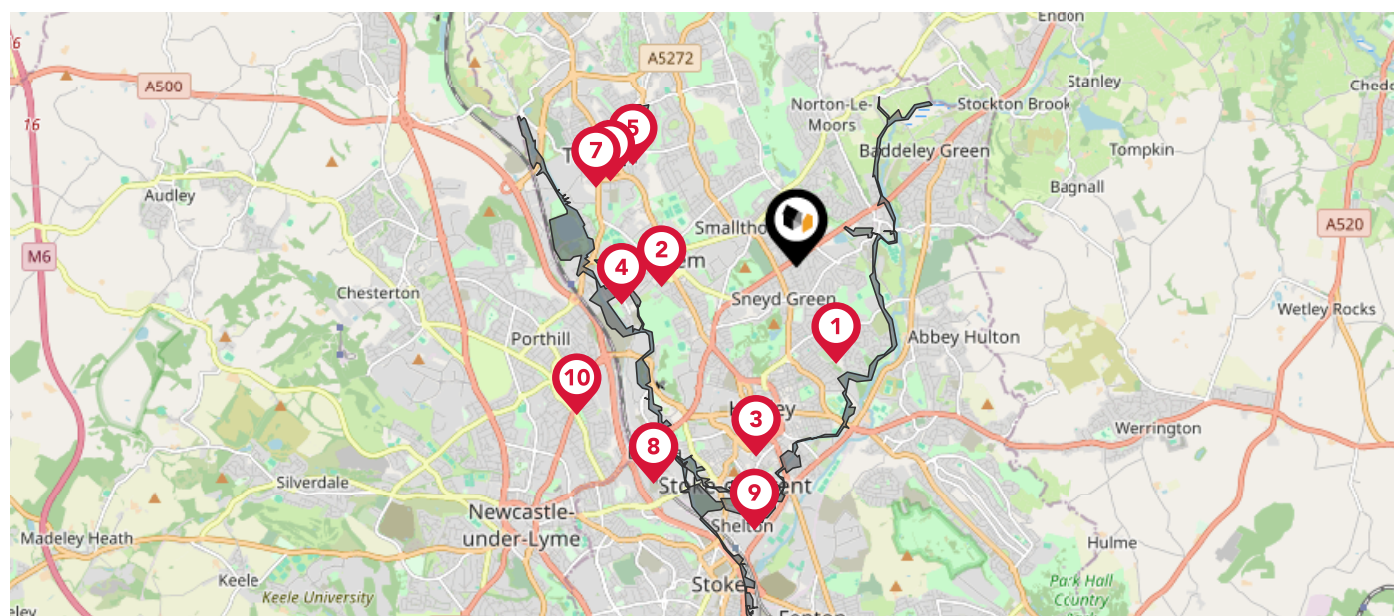 Endon
16
A5272
Stanley
A500
Norton-Le-
Moors
Stockton Brook
16
5
7
Baddeley Green
Tompkin
Bagnall
Audley
A520
Smalltho
M6
2
4
Chesterton
Sneyd Green
Wetley Rocks
1
Porthill
Abbey Hulton
10
3
Werrington
8
Silverdale
9
Newcastle-
under-Lyme
Shelton
Madeley Heath
Hulme
Keele
Stoke
Park Hall
Country
Keele University